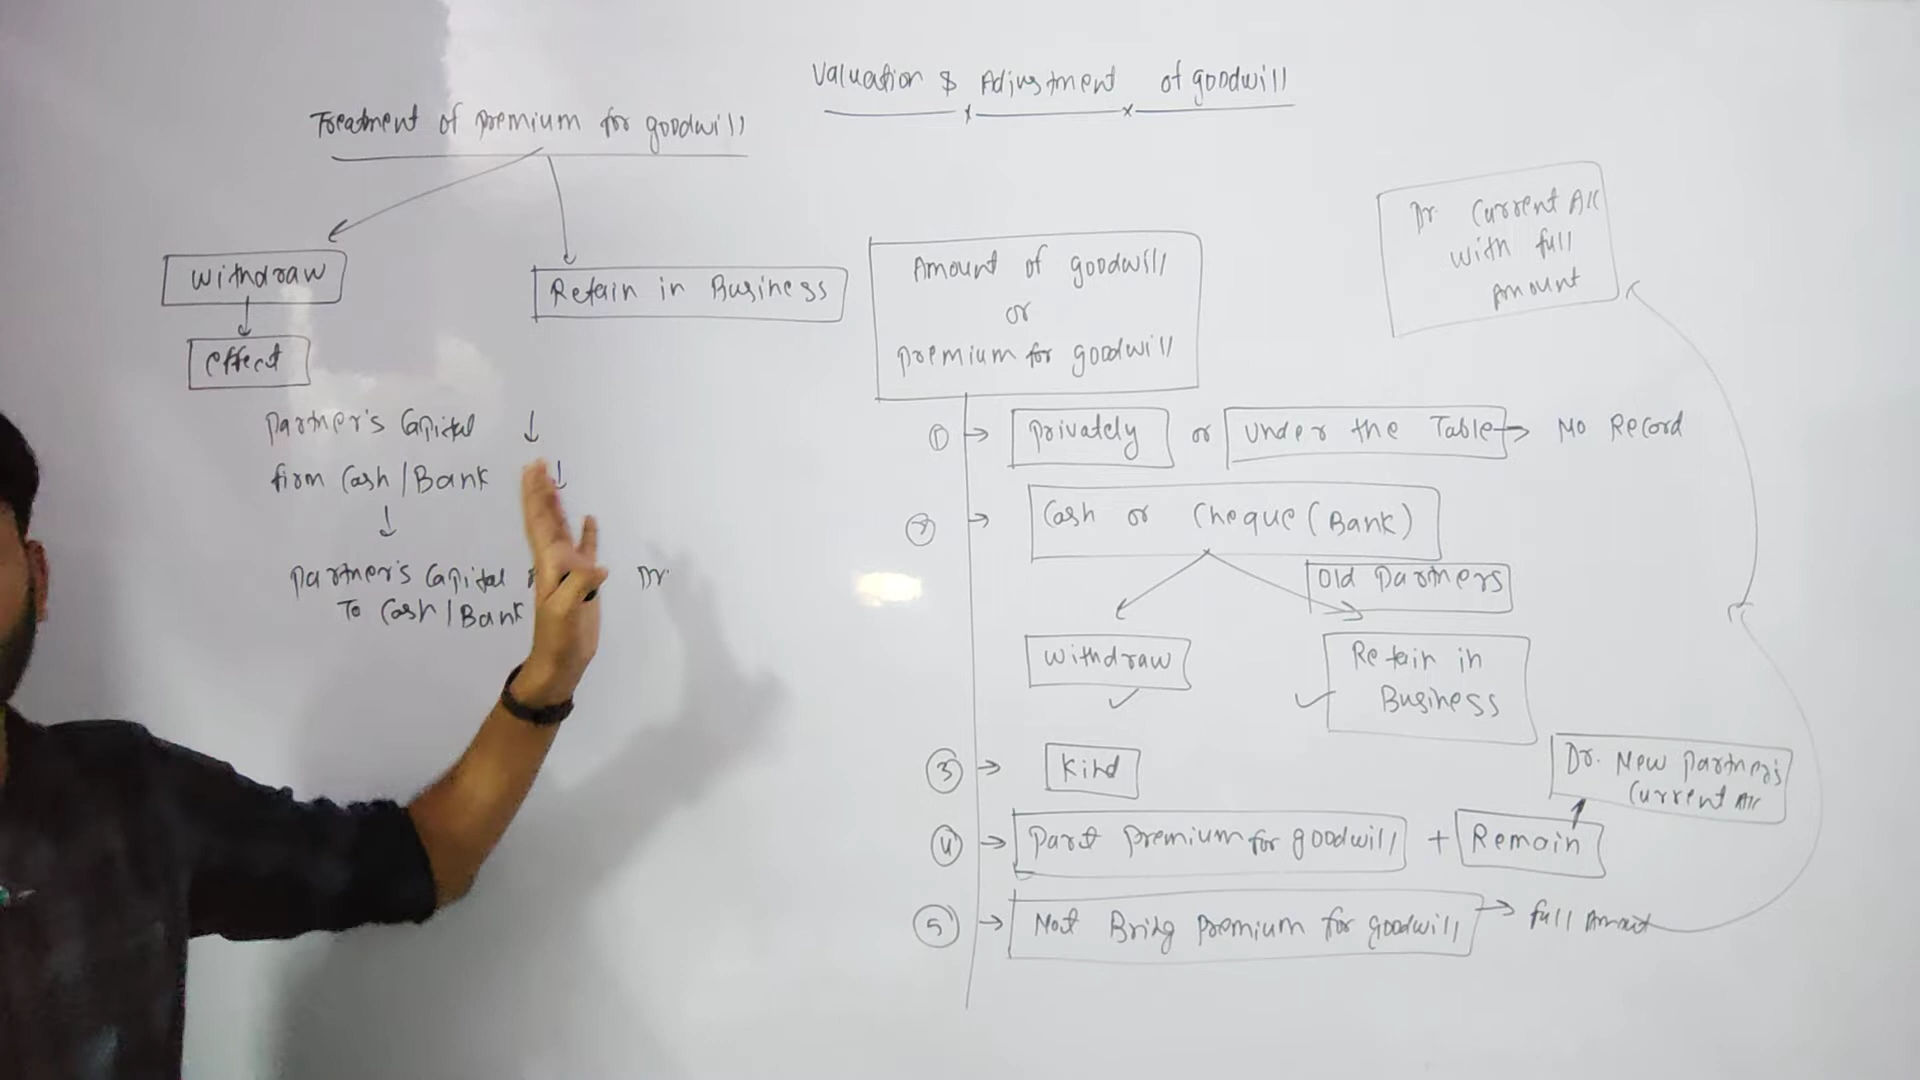 Valuation & Adjustment of goodwill
Treatment of premium for goodwill
withdraw
Retain in Business
effect
partner's Capital ↓
firm Cash/Bank ↓
↓
partner's Capital Dr.
To Cash/Bank
Amount of goodwill
or
premium for goodwill
Dr. Current A/c
with full
Amount
① → privately or under the Table → No Record
② → Cash or Cheque (Bank)
Old partners
withdraw ✓
✓ Retain in
Business
③ → Kind
Dr. New partner's
Current A/c
④ → Part premium for goodwill + Remain
⑤ → Not Bring premium for goodwill → full Amount